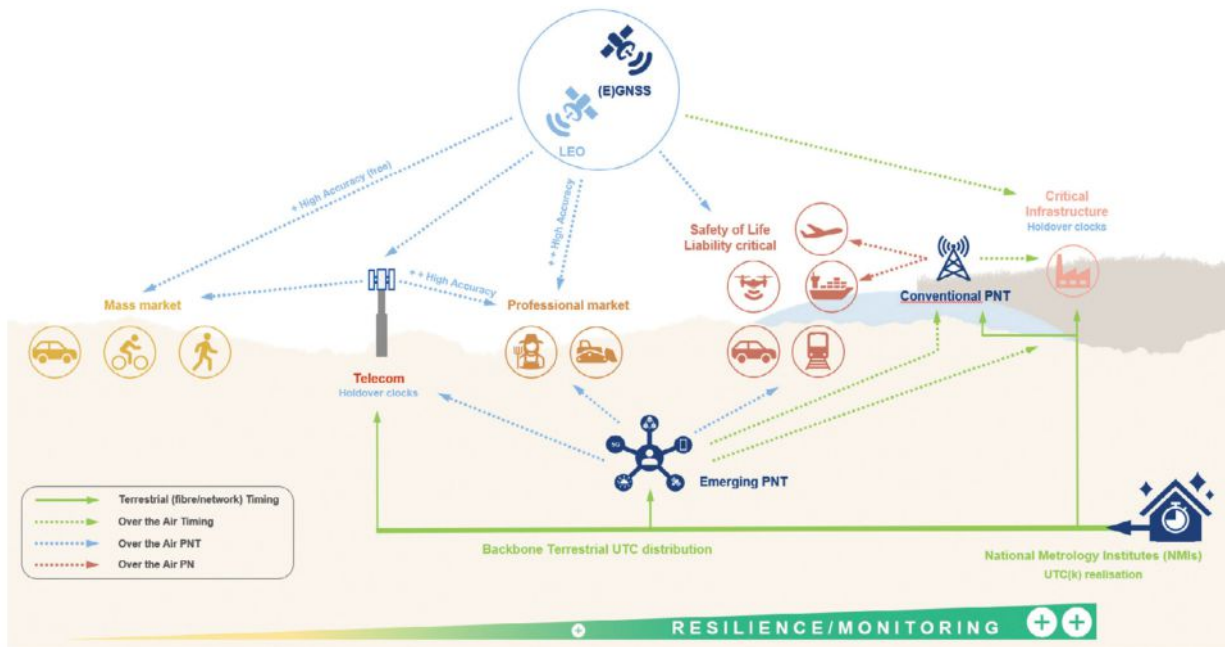 (E)GNSS
LEO
+ High Accuracy (free)
++ High Accuracy
++ High Accuracy
Critical
Infrastructure
Holdover clocks
Safety of Life
Liability critical
Conventional PNT
Mass market
Professional market
Telecom
Holdover clocks
5G
Emerging PNT
Terrestrial (fibre/network) Timing
Over the Air Timing
Over the Air PNT
Over the Air PN
Backbone Terrestrial UTC distribution
National Metrology Institutes (NMIs)
UTC(k) realisation
RESILIENCE/MONITORING